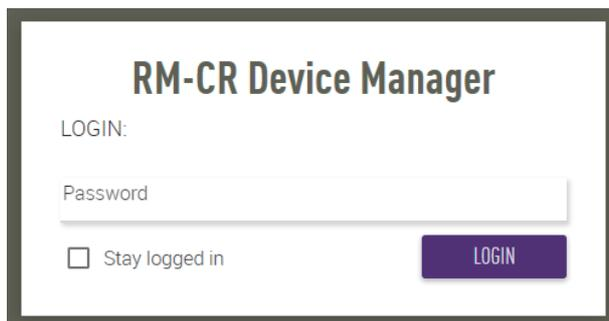 RM-CR Device Manager
LOGIN:
Password
Stay logged in
LOGIN